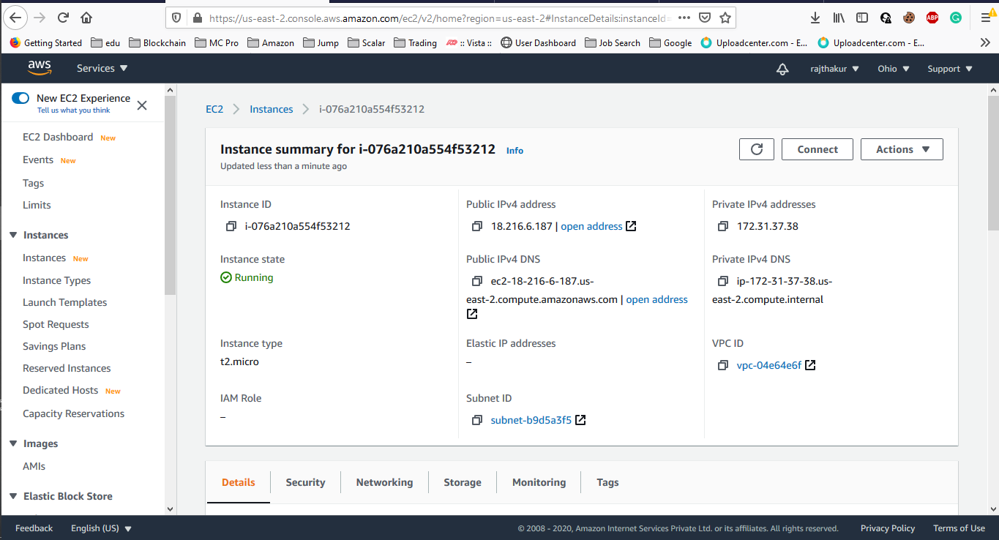 https://us-east-2.console.aws.amazon.com/ec2/v2/home?region=us-east-2#InstanceDetails:instanceId=
Getting Started edu Blockchain MC Pro Amazon Jump Scalar Trading :: Vista :: User Dashboard Job Search Google Uploadcenter.com - E... Uploadcenter.com - E...
aws Services rajthakur Ohio Support
New EC2 Experience
Tell us what you think
EC2 Dashboard New
Events New
Tags
Limits
Instances
Instances New
Instance Types
Launch Templates
Spot Requests
Savings Plans
Reserved Instances
Dedicated Hosts New
Capacity Reservations
Images
AMIs
Elastic Block Store
EC2 > Instances > i-076a210a554f53212
Instance summary for i-076a210a554f53212 Info
Updated less than a minute ago
Connect Actions
Instance ID
i-076a210a554f53212
Public IPv4 address
18.216.6.187 | open address
Private IPv4 addresses
172.31.37.38
Instance state
Running
Public IPv4 DNS
ec2-18-216-6-187.us-
east-2.compute.amazonaws.com | open address
Private IPv4 DNS
ip-172-31-37-38.us-
east-2.compute.internal
Instance type
t2.micro
Elastic IP addresses
–
VPC ID
vpc-04e64e6f
IAM Role
–
Subnet ID
subnet-b9d5a3f5
Details Security Networking Storage Monitoring Tags
Feedback English (US) © 2008 - 2020, Amazon Internet Services Private Ltd. or its affiliates. All rights reserved. Privacy Policy Terms of Use